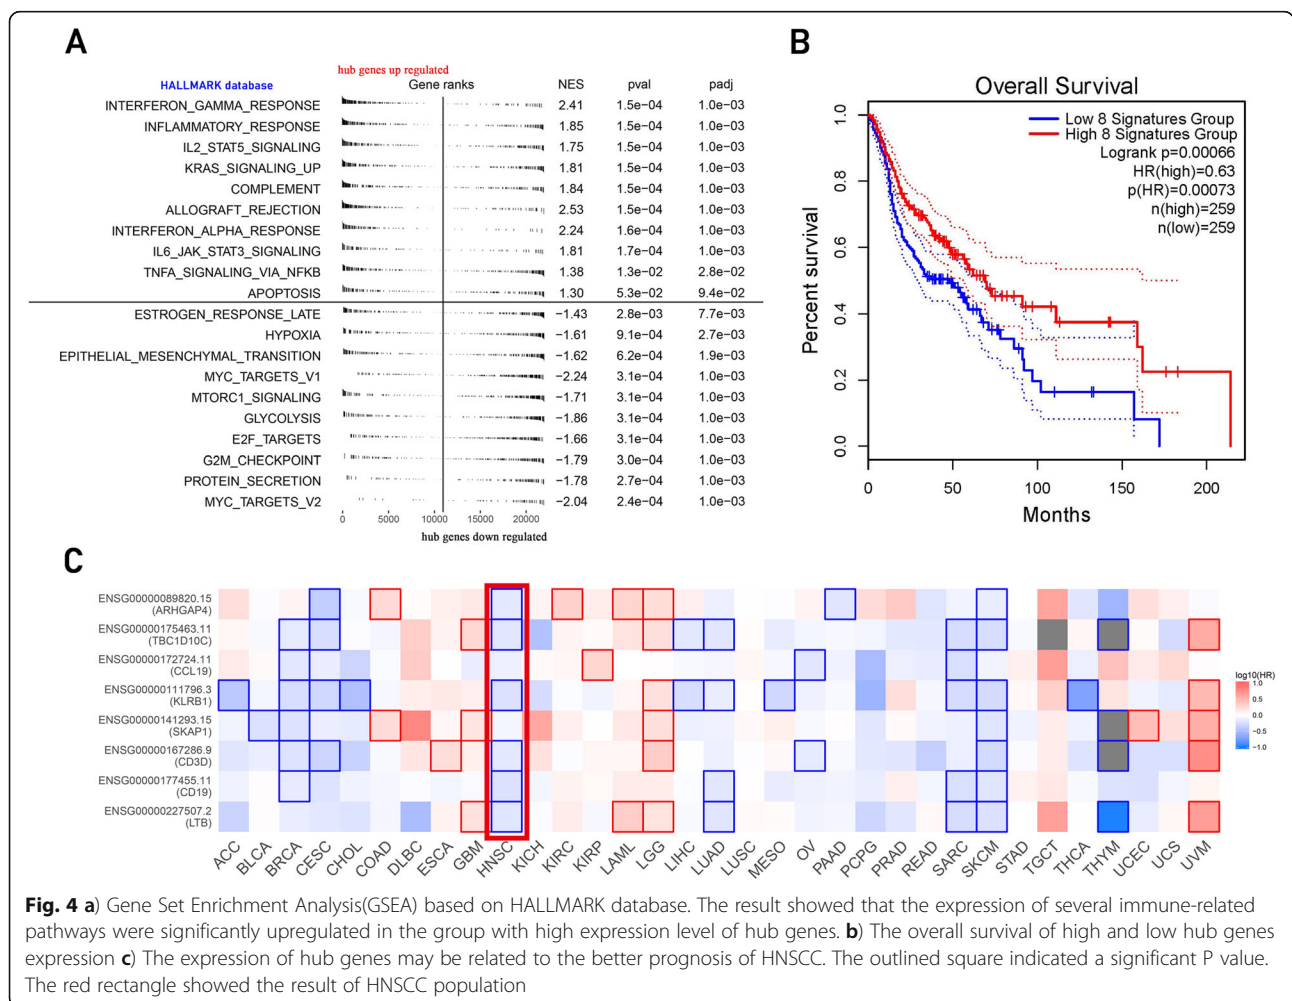 A
hub genes up regulated
HALLMARK database Gene ranks NES pval padj
INTERFERON_GAMMA_RESPONSE 2.41 1.5e−04 1.0e−03
INFLAMMATORY_RESPONSE 1.85 1.5e−04 1.0e−03
IL2_STAT5_SIGNALING 1.75 1.5e−04 1.0e−03
KRAS_SIGNALING_UP 1.81 1.5e−04 1.0e−03
COMPLEMENT 1.84 1.5e−04 1.0e−03
ALLOGRAFT_REJECTION 2.53 1.5e−04 1.0e−03
INTERFERON_ALPHA_RESPONSE 2.24 1.6e−04 1.0e−03
IL6_JAK_STAT3_SIGNALING 1.81 1.7e−04 1.0e−03
TNFA_SIGNALING_VIA_NFKB 1.38 1.3e−02 2.8e−02
APOPTOSIS 1.30 5.3e−02 9.4e−02
ESTROGEN_RESPONSE_LATE −1.43 2.8e−03 7.7e−03
HYPOXIA −1.61 9.1e−04 2.7e−03
EPITHELIAL_MESENCHYMAL_TRANSITION −1.62 6.2e−04 1.9e−03
MYC_TARGETS_V1 −2.24 3.1e−04 1.0e−03
MTORC1_SIGNALING −1.71 3.1e−04 1.0e−03
GLYCOLYSIS −1.86 3.1e−04 1.0e−03
E2F_TARGETS −1.66 3.1e−04 1.0e−03
G2M_CHECKPOINT −1.79 3.0e−04 1.0e−03
PROTEIN_SECRETION −1.78 2.7e−04 1.0e−03
MYC_TARGETS_V2 −2.04 2.4e−04 1.0e−03
0 5000 10000 15000 20000
hub genes down regulated
B
Overall Survival
Low 8 Signatures Group
High 8 Signatures Group
Logrank p=0.00066
HR(high)=0.63
p(HR)=0.00073
n(high)=259
n(low)=259
Percent survival
1.0
0.8
0.6
0.4
0.2
0.0
0 50 100 150 200
Months
C
ENSG00000089820.15
(ARHGAP4)
ENSG00000175463.11
(TBC1D10C)
ENSG00000172724.11
(CCL19)
ENSG00000111796.3
(KLRB1)
ENSG00000141293.15
(SKAP1)
ENSG00000167286.9
(CD3D)
ENSG00000177455.11
(CD19)
ENSG00000227507.2
(LTB)
log10(HR)
1.0
0.5
0.0
−0.5
−1.0
ACC BLCA BRCA CESC CHOL COAD DLBC ESCA GBM HNSC KICH KIRC KIRP LAML LGG LIHC LUAD LUSC MESO OV PAAD PCPG PRAD READ SARC SKCM STAD TGCT THCA THYM UCEC UCS UVM
Fig. 4 a) Gene Set Enrichment Analysis(GSEA) based on HALLMARK database. The result showed that the expression of several immune-related
pathways were significantly upregulated in the group with high expression level of hub genes. b) The overall survival of high and low hub genes
expression c) The expression of hub genes may be related to the better prognosis of HNSCC. The outlined square indicated a significant P value.
The red rectangle showed the result of HNSCC population